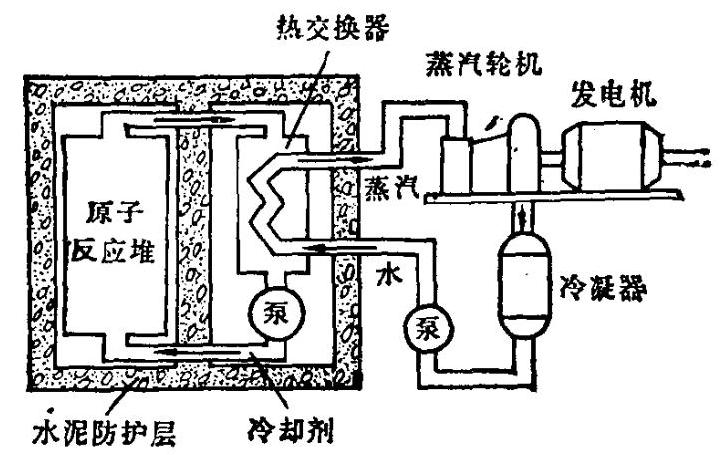 热交换器
蒸汽轮机
发电机
蒸汽
原子
反应堆
水
冷凝器
泵
泵
水泥防护层
冷却剂